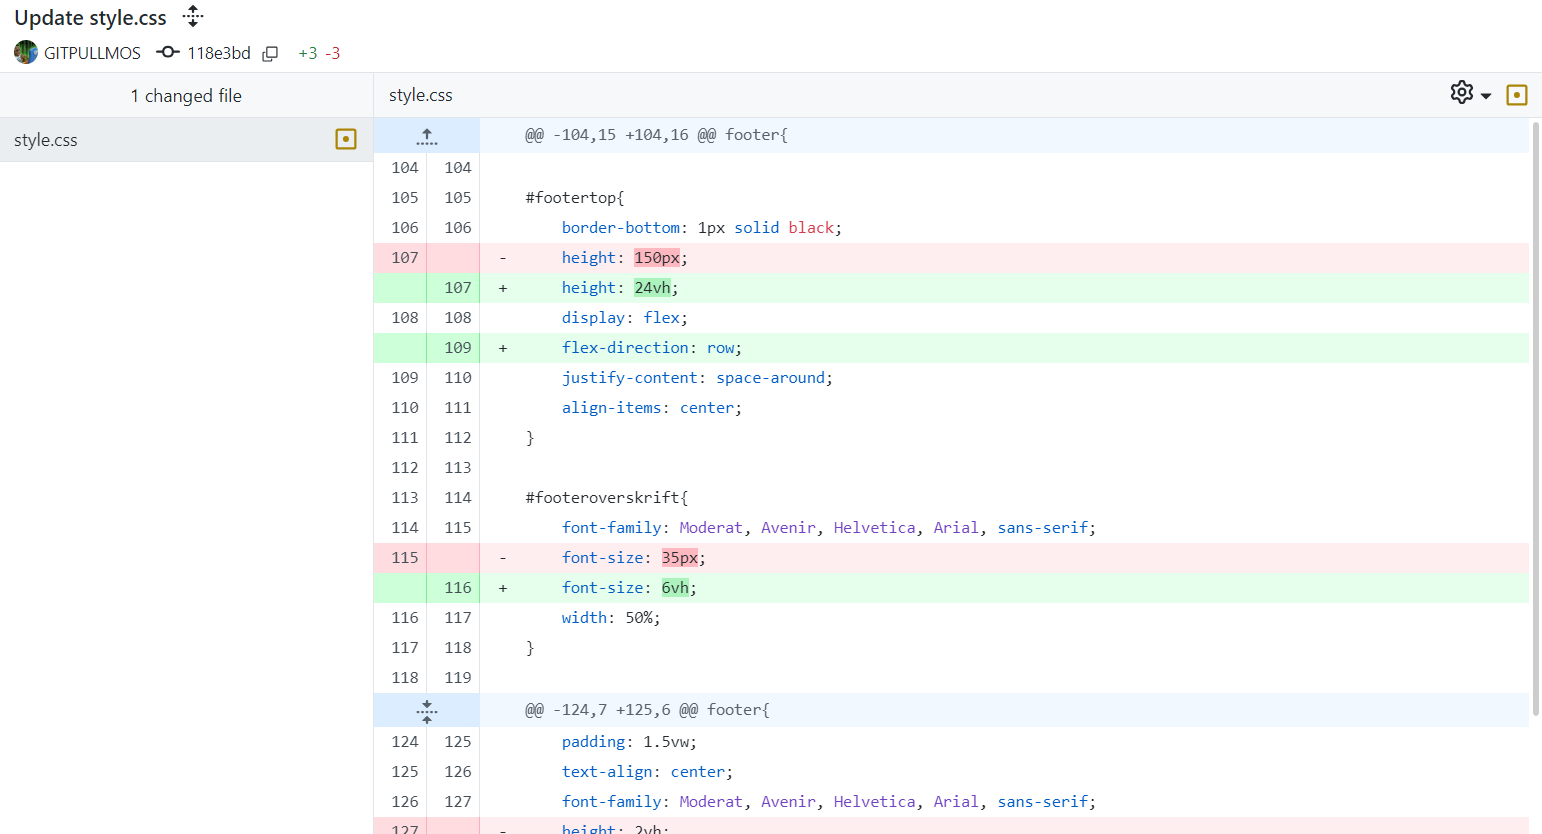 Update style.css
GITPULLMOS 118e3bd +3 -3
1 changed file
style.css
style.css
@@ -104,15 +104,16 @@ footer{
104 104
105 105 #footertop{
106 106 border-bottom: 1px solid black;
107 - height: 150px;
107 + height: 24vh;
108 108 display: flex;
109 + flex-direction: row;
109 110 justify-content: space-around;
110 111 align-items: center;
111 112 }
112 113
113 114 #footeroverskrift{
114 115 font-family: Moderat, Avenir, Helvetica, Arial, sans-serif;
115 - font-size: 35px;
116 + font-size: 6vh;
116 117 width: 50%;
117 118 }
118 119
@@ -124,7 +125,6 @@ footer{
124 125 padding: 1.5vw;
125 126 text-align: center;
126 127 font-family: Moderat, Avenir, Helvetica, Arial, sans-serif;
127 - height: 2vh;